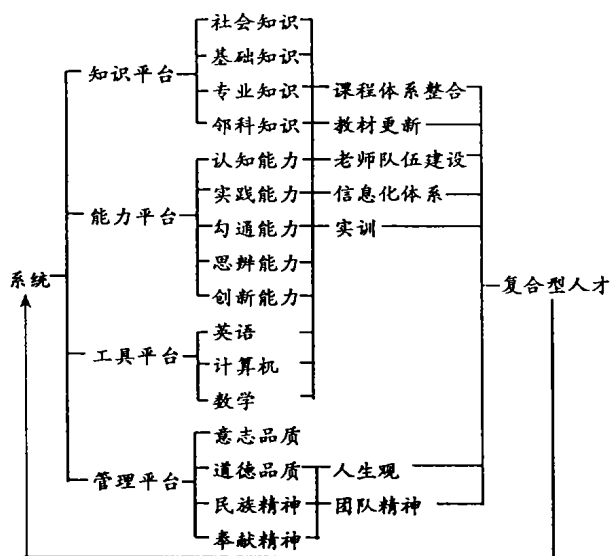 社会知识
基础知识
知识平台
专业知识 课程体系整合
邻科知识 教材更新
认知能力 老师队伍建设
实践能力 信息化体系
能力平台
勾通能力 实训
思辨能力
系统
复合型人才
创新能力
英语
工具平台
计算机
数学
意志品质
道德品质 人生观
管理平台
民族精神 团队精神
奉献精神